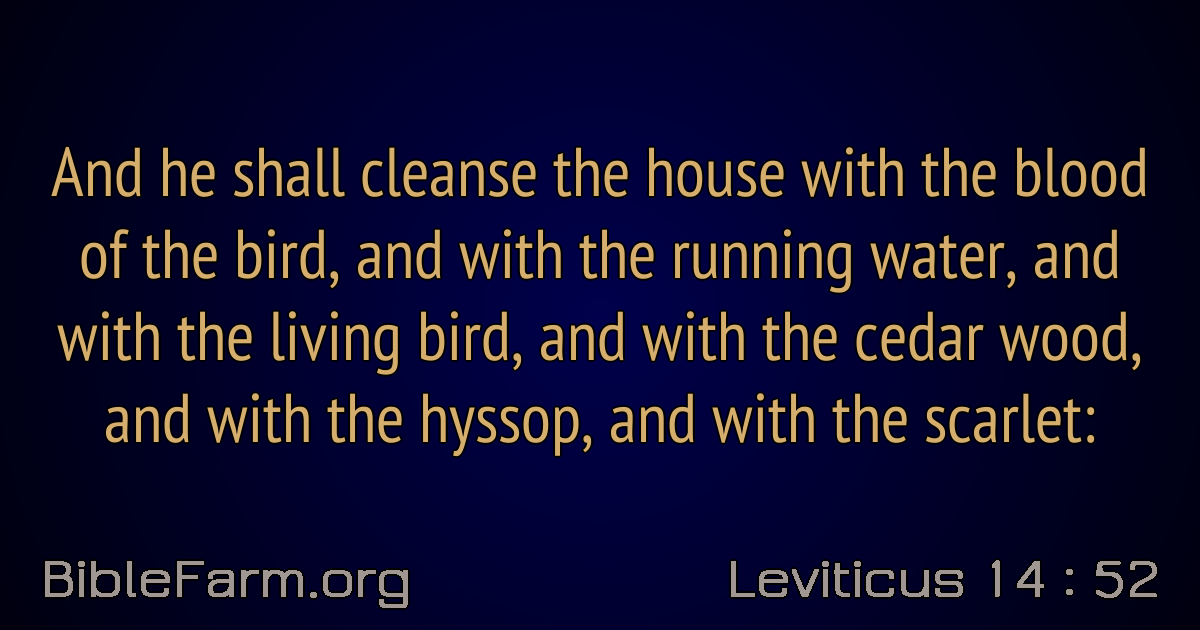 And he shall cleanse the house with the blood
of the bird, and with the running water, and
with the living bird, and with the cedar wood,
and with the hyssop, and with the scarlet:
BibleFarm.org
Leviticus 14 : 52